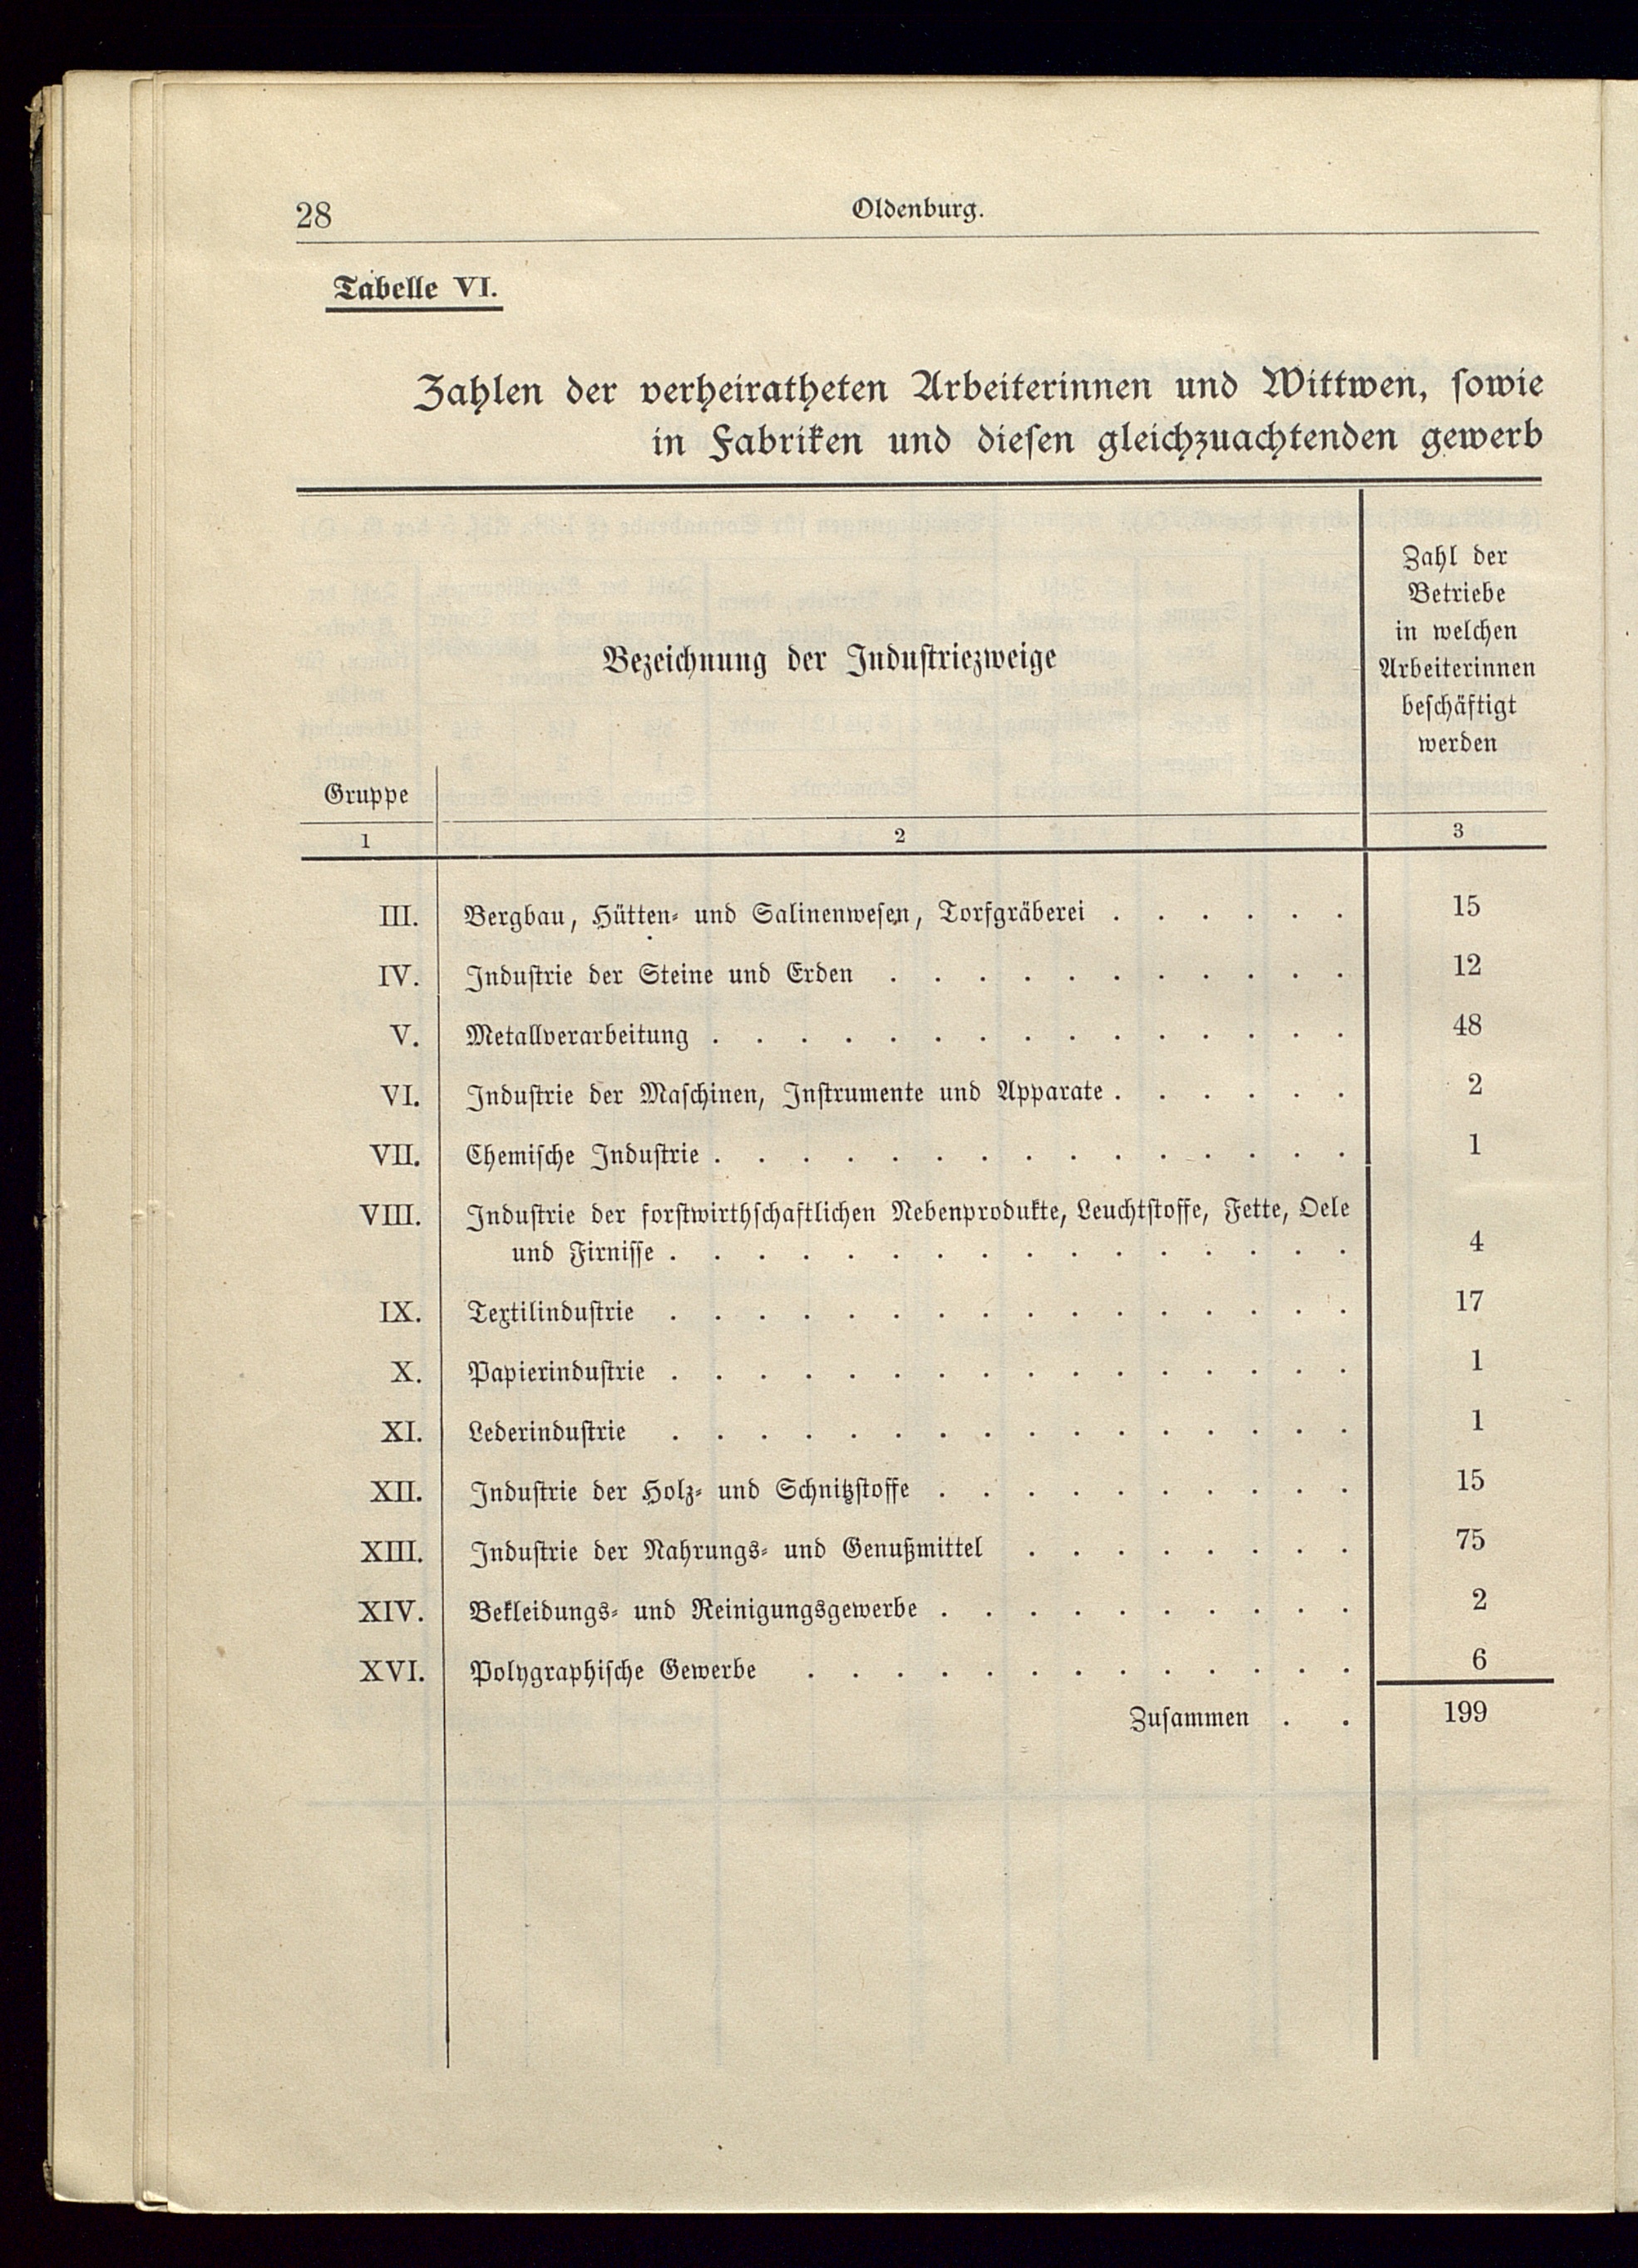 28
Oldenburg.
Tabelle VI.
Zahlen der verheiratheten Arbeiterinnen und Wittwen, sowie
in Fabriken und diesen gleichzuachtenden gewerb
Gruppe
Bezeichnung der Industriezweige
Zahl der
Betriebe
in welchen
Arbeiterinnen
beschäftigt
werden
1 2 3
III. Bergbau, Hütten- und Salinenwesen, Torfgräberei . . . . . . 15
IV. Industrie der Steine und Erden . . . . . . . . . . . 12
V. Metallverarbeitung . . . . . . . . . . . . . . . 48
VI. Industrie der Maschinen, Instrumente und Apparate . . . . . . 2
VII. Chemische Industrie . . . . . . . . . . . . . . . 1
VIII. Industrie der forstwirthschaftlichen Nebenprodukte, Leuchtstoffe, Fette, Oele
und Firnisse . . . . . . . . . . . . . . . . 4
IX. Textilindustrie . . . . . . . . . . . . . . . . 17
X. Papierindustrie . . . . . . . . . . . . . . . . 1
XI. Lederindustrie . . . . . . . . . . . . . . . . 1
XII. Industrie der Holz- und Schnitzstoffe . . . . . . . . . . 15
XIII. Industrie der Nahrungs- und Genußmittel . . . . . . . . 75
XIV. Bekleidungs- und Reinigungsgewerbe . . . . . . . . . . 2
XVI. Polygraphische Gewerbe . . . . . . . . . . . . . 6
Zusammen . . 199